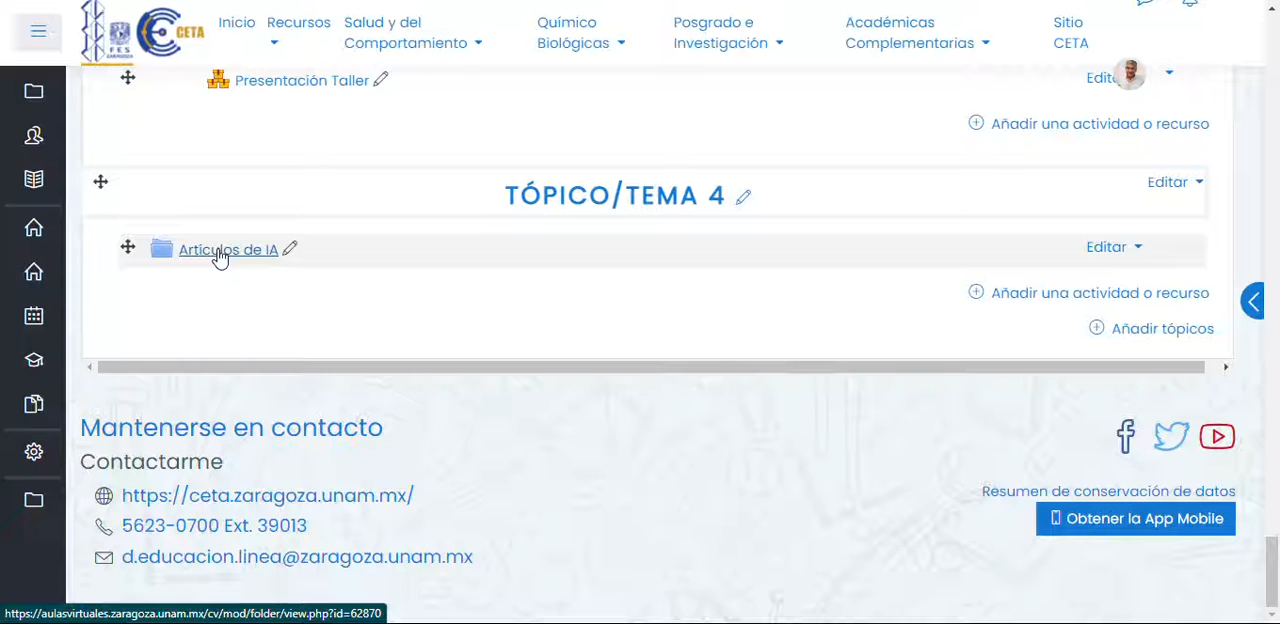 FES
ZARAGOZA
CETA
Inicio
Recursos
Salud y del
Comportamiento
Químico
Biológicas
Posgrado e
Investigación
Académicas
Complementarias
Sitio
CETA
Presentación Taller
Edit
Añadir una actividad o recurso
TÓPICO/TEMA 4
Editar
Artículos de IA
Editar
Añadir una actividad o recurso
Añadir tópicos
Mantenerse en contacto
Contactarme
https://ceta.zaragoza.unam.mx/
5623-0700 Ext. 39013
d.educacion.linea@zaragoza.unam.mx
Resumen de conservación de datos
Obtener la App Mobile
https://aulasvirtuales.zaragoza.unam.mx/cv/mod/folder/view.php?id=62870